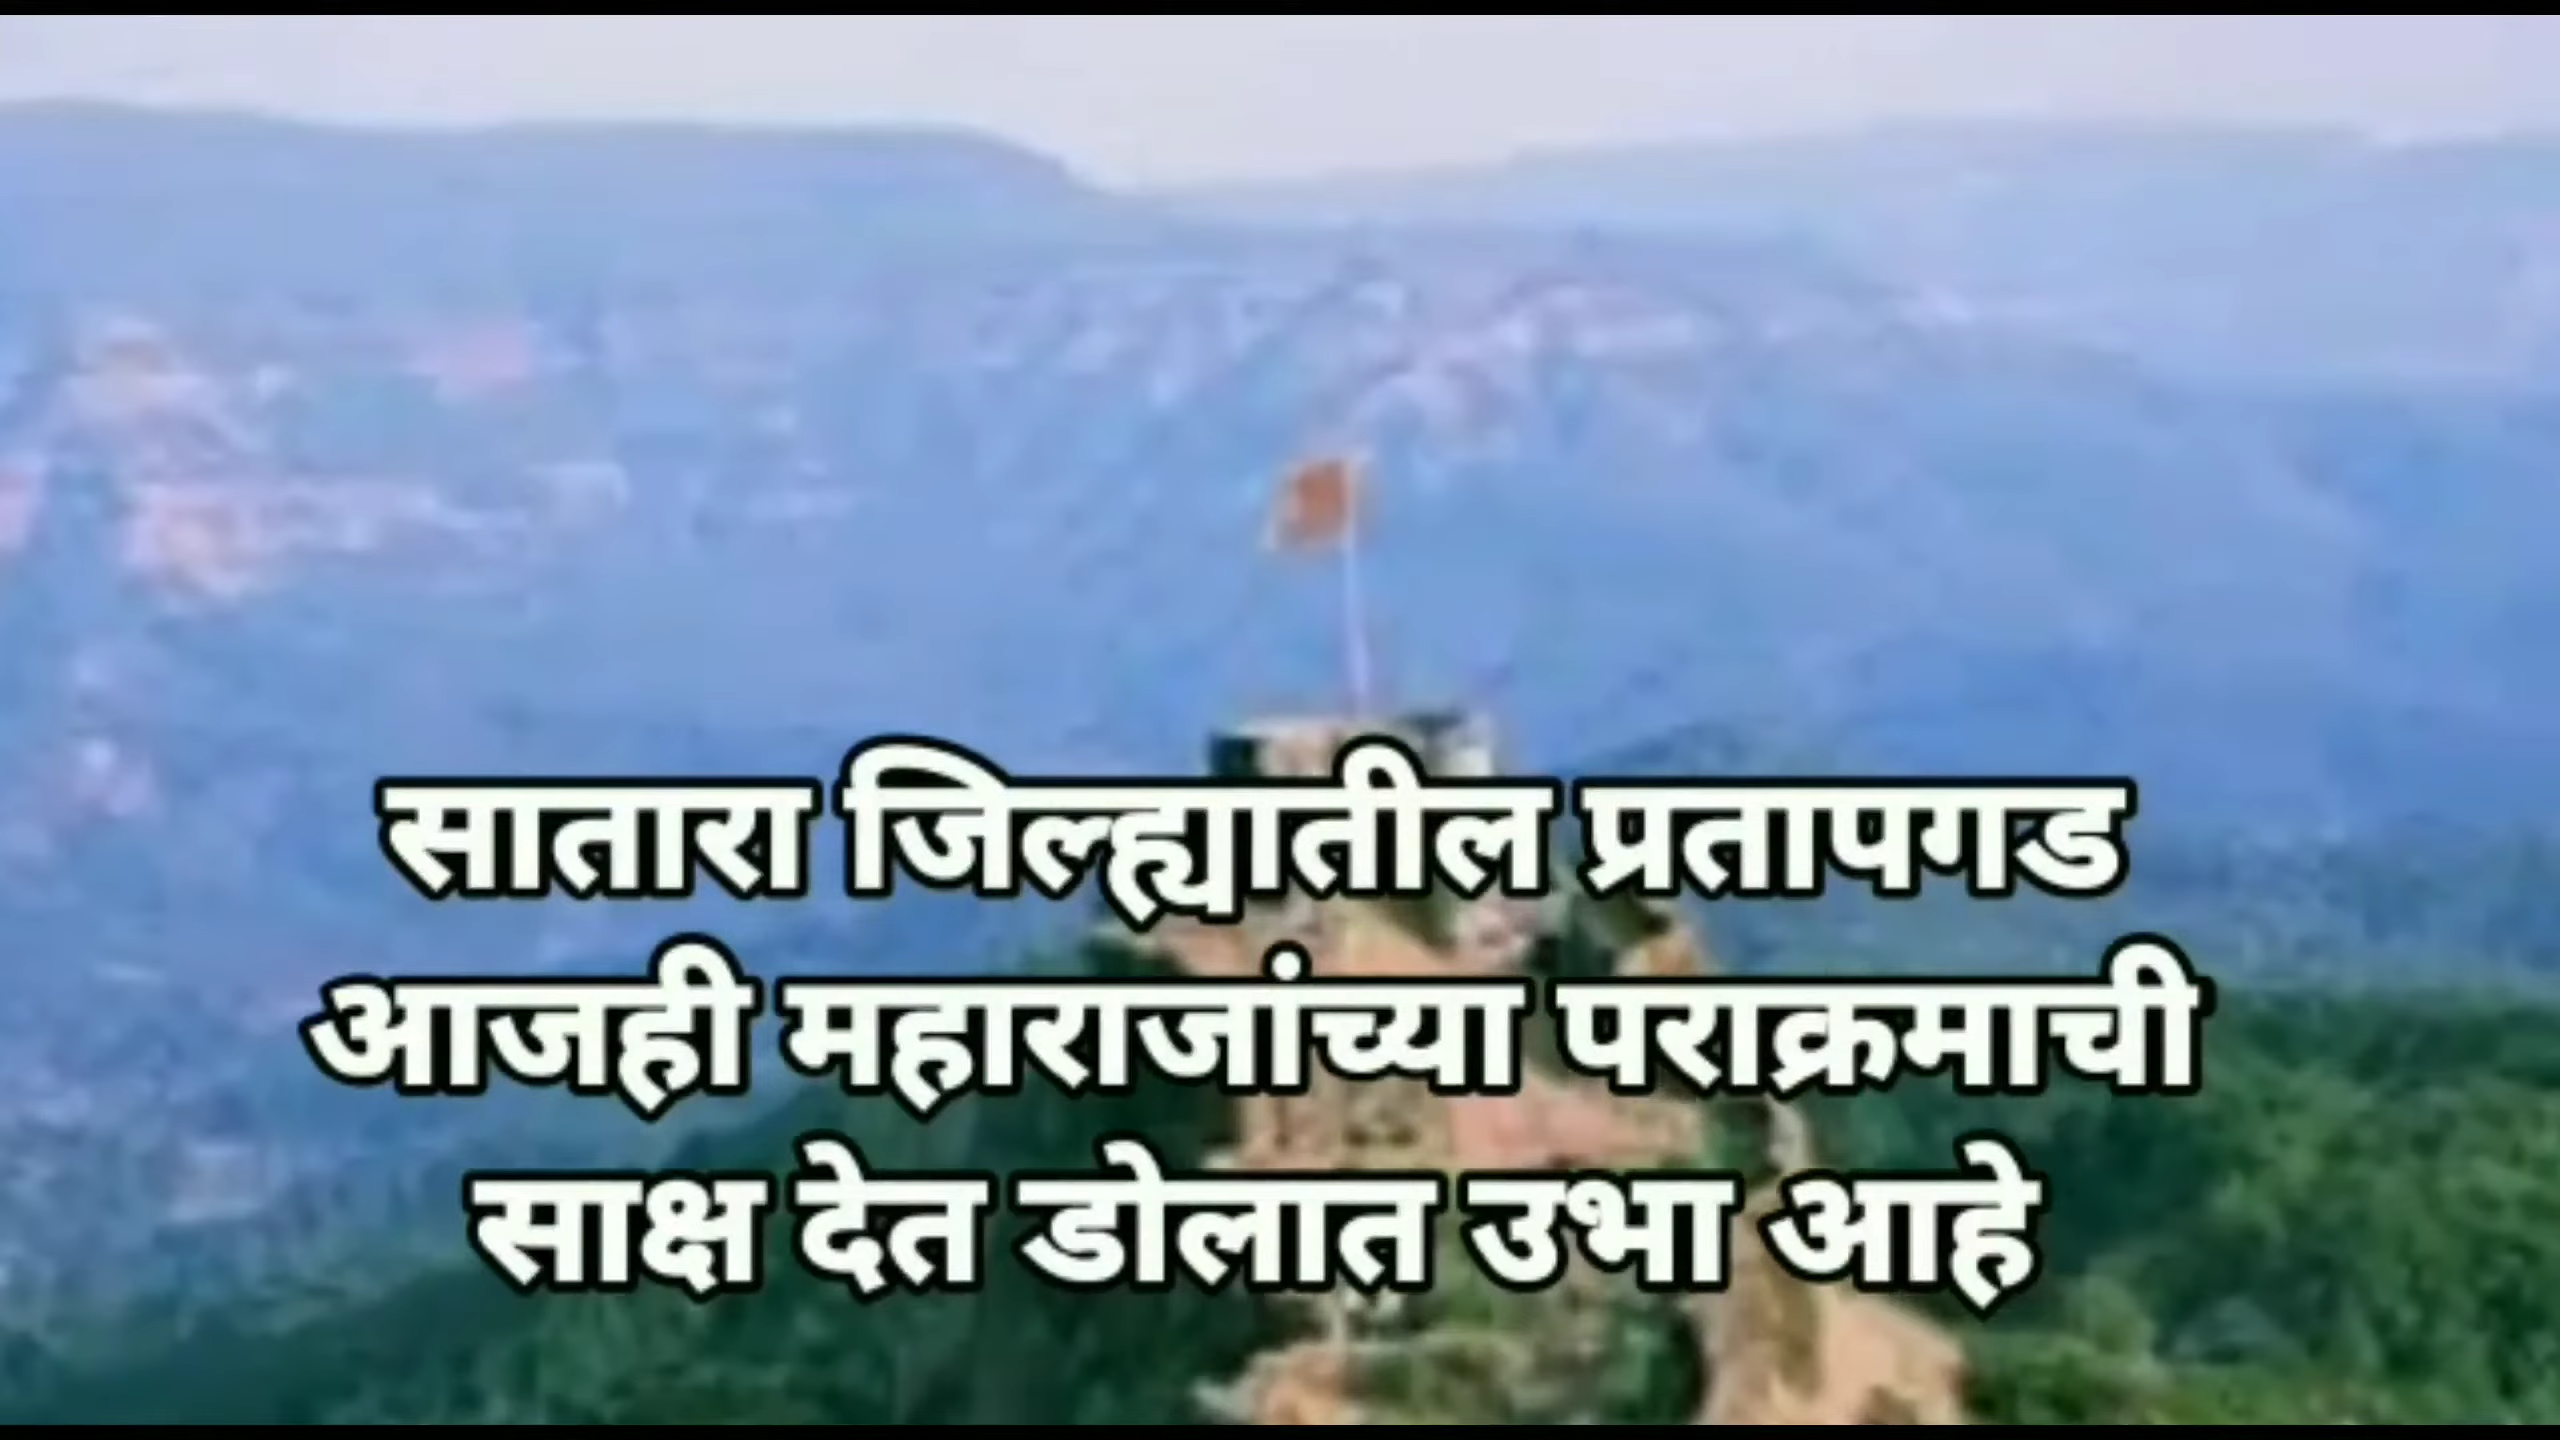 सातारा जिल्ह्यातील प्रतापगड
आजही महाराजांच्या पराक्रमाची
साक्ष देत डोलात उभा आहे